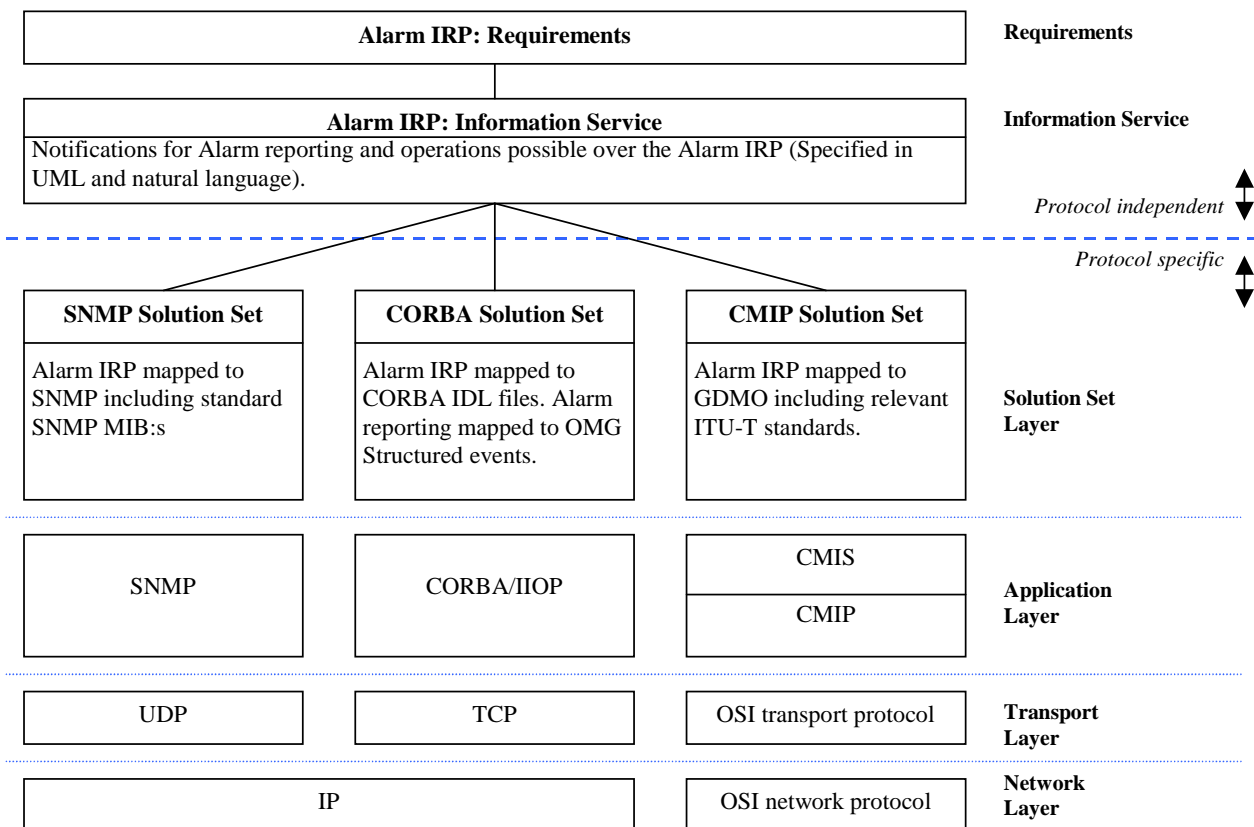 Alarm IRP: Requirements
Requirements
Alarm IRP: Information Service
Information Service
Notifications for Alarm reporting and operations possible over the Alarm IRP (Specified in
UML and natural language).
Protocol independent
Protocol specific
SNMP Solution Set
CORBA Solution Set
CMIP Solution Set
Alarm IRP mapped to
SNMP including standard
SNMP MIB:s
Alarm IRP mapped to
CORBA IDL files. Alarm
reporting mapped to OMG
Structured events.
Alarm IRP mapped to
GDMO including relevant
ITU-T standards.
Solution Set
Layer
SNMP
CORBA/IIOP
CMIS
CMIP
Application
Layer
UDP
TCP
OSI transport protocol
Transport
Layer
IP
OSI network protocol
Network
Layer